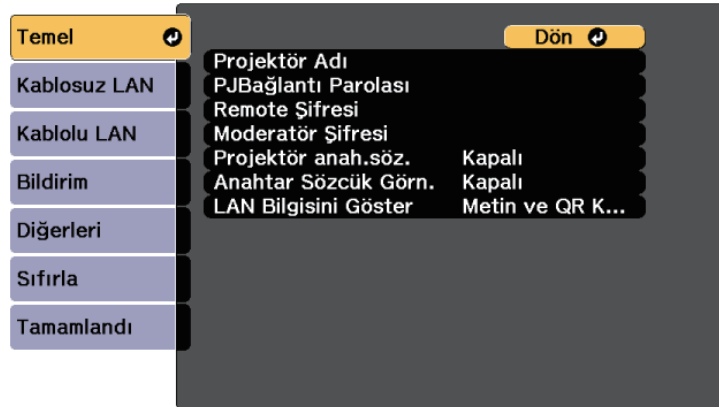 Temel
Kablosuz LAN
Kablolu LAN
Bildirim
Diğerleri
Sıfırla
Tamamlandı
Dön
Projektör Adı
PJBağlantı Parolası
Remote Şifresi
Moderatör Şifresi
Projektör anah.söz. Kapalı
Anahtar Sözcük Görn. Kapalı
LAN Bilgisini Göster Metin ve QR K...